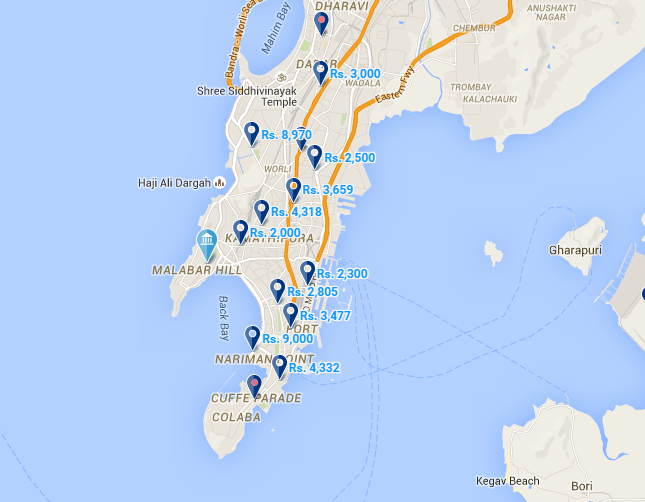 DHARAVI
ANUSHAKTI
NAGAR
Bandra - Worli Sea
Mahim Bay
CHEMBUR
DADAR
Rs. 3,000
WADALA
Eastern Fwy
TROMBAY
KALACHAUKI
Shree Siddhivinayak
Temple
Rs. 8,970
Rs. 2,500
WORLI
Haji Ali Dargah
Rs. 3,659
Rs. 4,318
Rs. 2,000
KAMATHIPURA
Gharapuri
MALABAR HILL
Rs. 2,300
Rs. 2,805
Back Bay
Rs. 3,477
FORT
Rs. 9,000
NARIMAN POINT
Rs. 4,332
CUFFE PARADE
COLABA
Kegav Beach
Bori